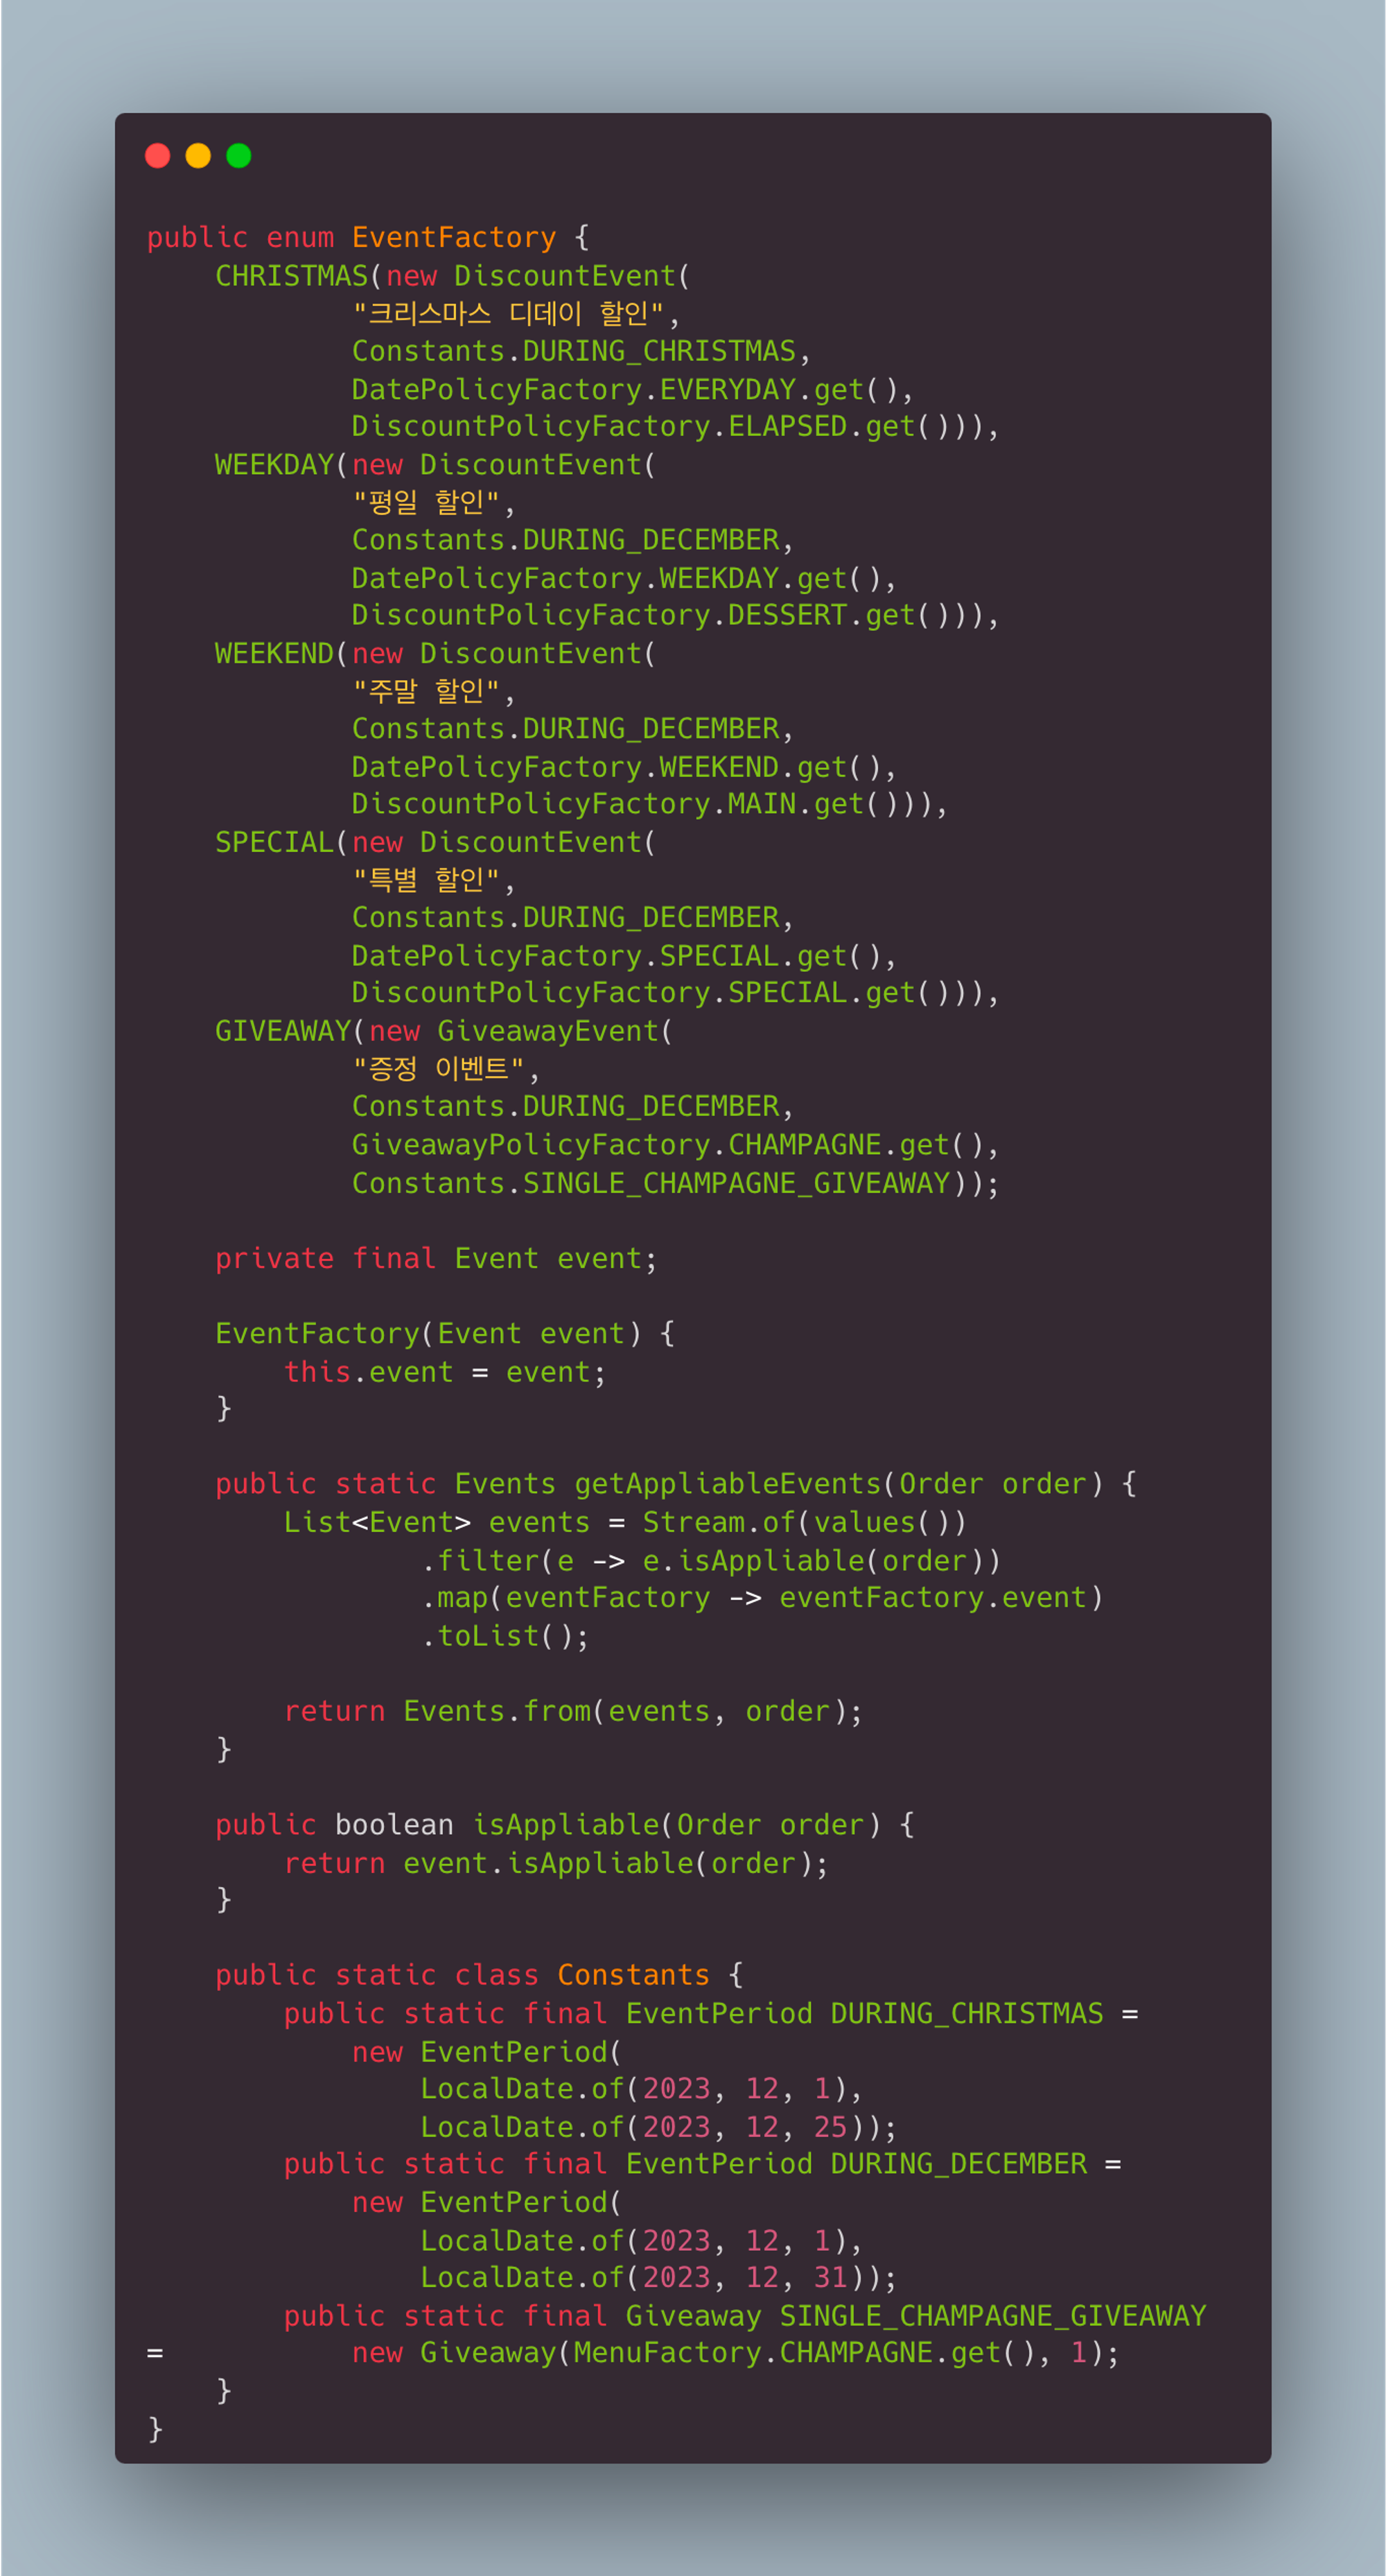 public enum EventFactory {
    CHRISTMAS(new DiscountEvent(
            "크리스마스 디데이 할인",
            Constants.DURING_CHRISTMAS,
            DatePolicyFactory.EVERYDAY.get(),
            DiscountPolicyFactory.ELAPSED.get())),
    WEEKDAY(new DiscountEvent(
            "평일 할인",
            Constants.DURING_DECEMBER,
            DatePolicyFactory.WEEKDAY.get(),
            DiscountPolicyFactory.DESSERT.get())),
    WEEKEND(new DiscountEvent(
            "주말 할인",
            Constants.DURING_DECEMBER,
            DatePolicyFactory.WEEKEND.get(),
            DiscountPolicyFactory.MAIN.get())),
    SPECIAL(new DiscountEvent(
            "특별 할인",
            Constants.DURING_DECEMBER,
            DatePolicyFactory.SPECIAL.get(),
            DiscountPolicyFactory.SPECIAL.get())),
    GIVEAWAY(new GiveawayEvent(
            "증정 이벤트",
            Constants.DURING_DECEMBER,
            GiveawayPolicyFactory.CHAMPAGNE.get(),
            Constants.SINGLE_CHAMPAGNE_GIVEAWAY));

    private final Event event;

    EventFactory(Event event) {
        this.event = event;
    }

    public static Events getAppliableEvents(Order order) {
        List<Event> events = Stream.of(values())
                .filter(e -> e.isAppliable(order))
                .map(eventFactory -> eventFactory.event)
                .toList();

        return Events.from(events, order);
    }

    public boolean isAppliable(Order order) {
        return event.isAppliable(order);
    }

    public static class Constants {
        public static final EventPeriod DURING_CHRISTMAS =
            new EventPeriod(
                LocalDate.of(2023, 12, 1),
                LocalDate.of(2023, 12, 25));
        public static final EventPeriod DURING_DECEMBER =
            new EventPeriod(
                LocalDate.of(2023, 12, 1),
                LocalDate.of(2023, 12, 31));
        public static final Giveaway SINGLE_CHAMPAGNE_GIVEAWAY
=           new Giveaway(MenuFactory.CHAMPAGNE.get(), 1);
    }
}